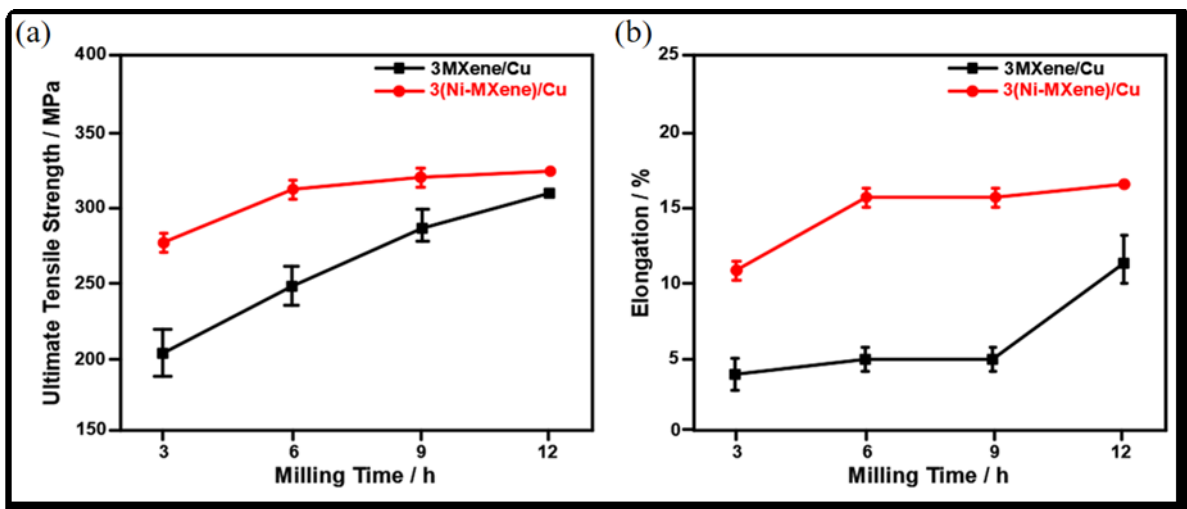 (a)
400
350
300
250
200
150
Ultimate Tensile Strength / MPa
3MXene/Cu
3(Ni-MXene)/Cu
3 6 9 12
Milling Time / h
(b)
25
20
15
10
5
0
Elongation / %
3MXene/Cu
3(Ni-MXene)/Cu
3 6 9 12
Milling Time / h